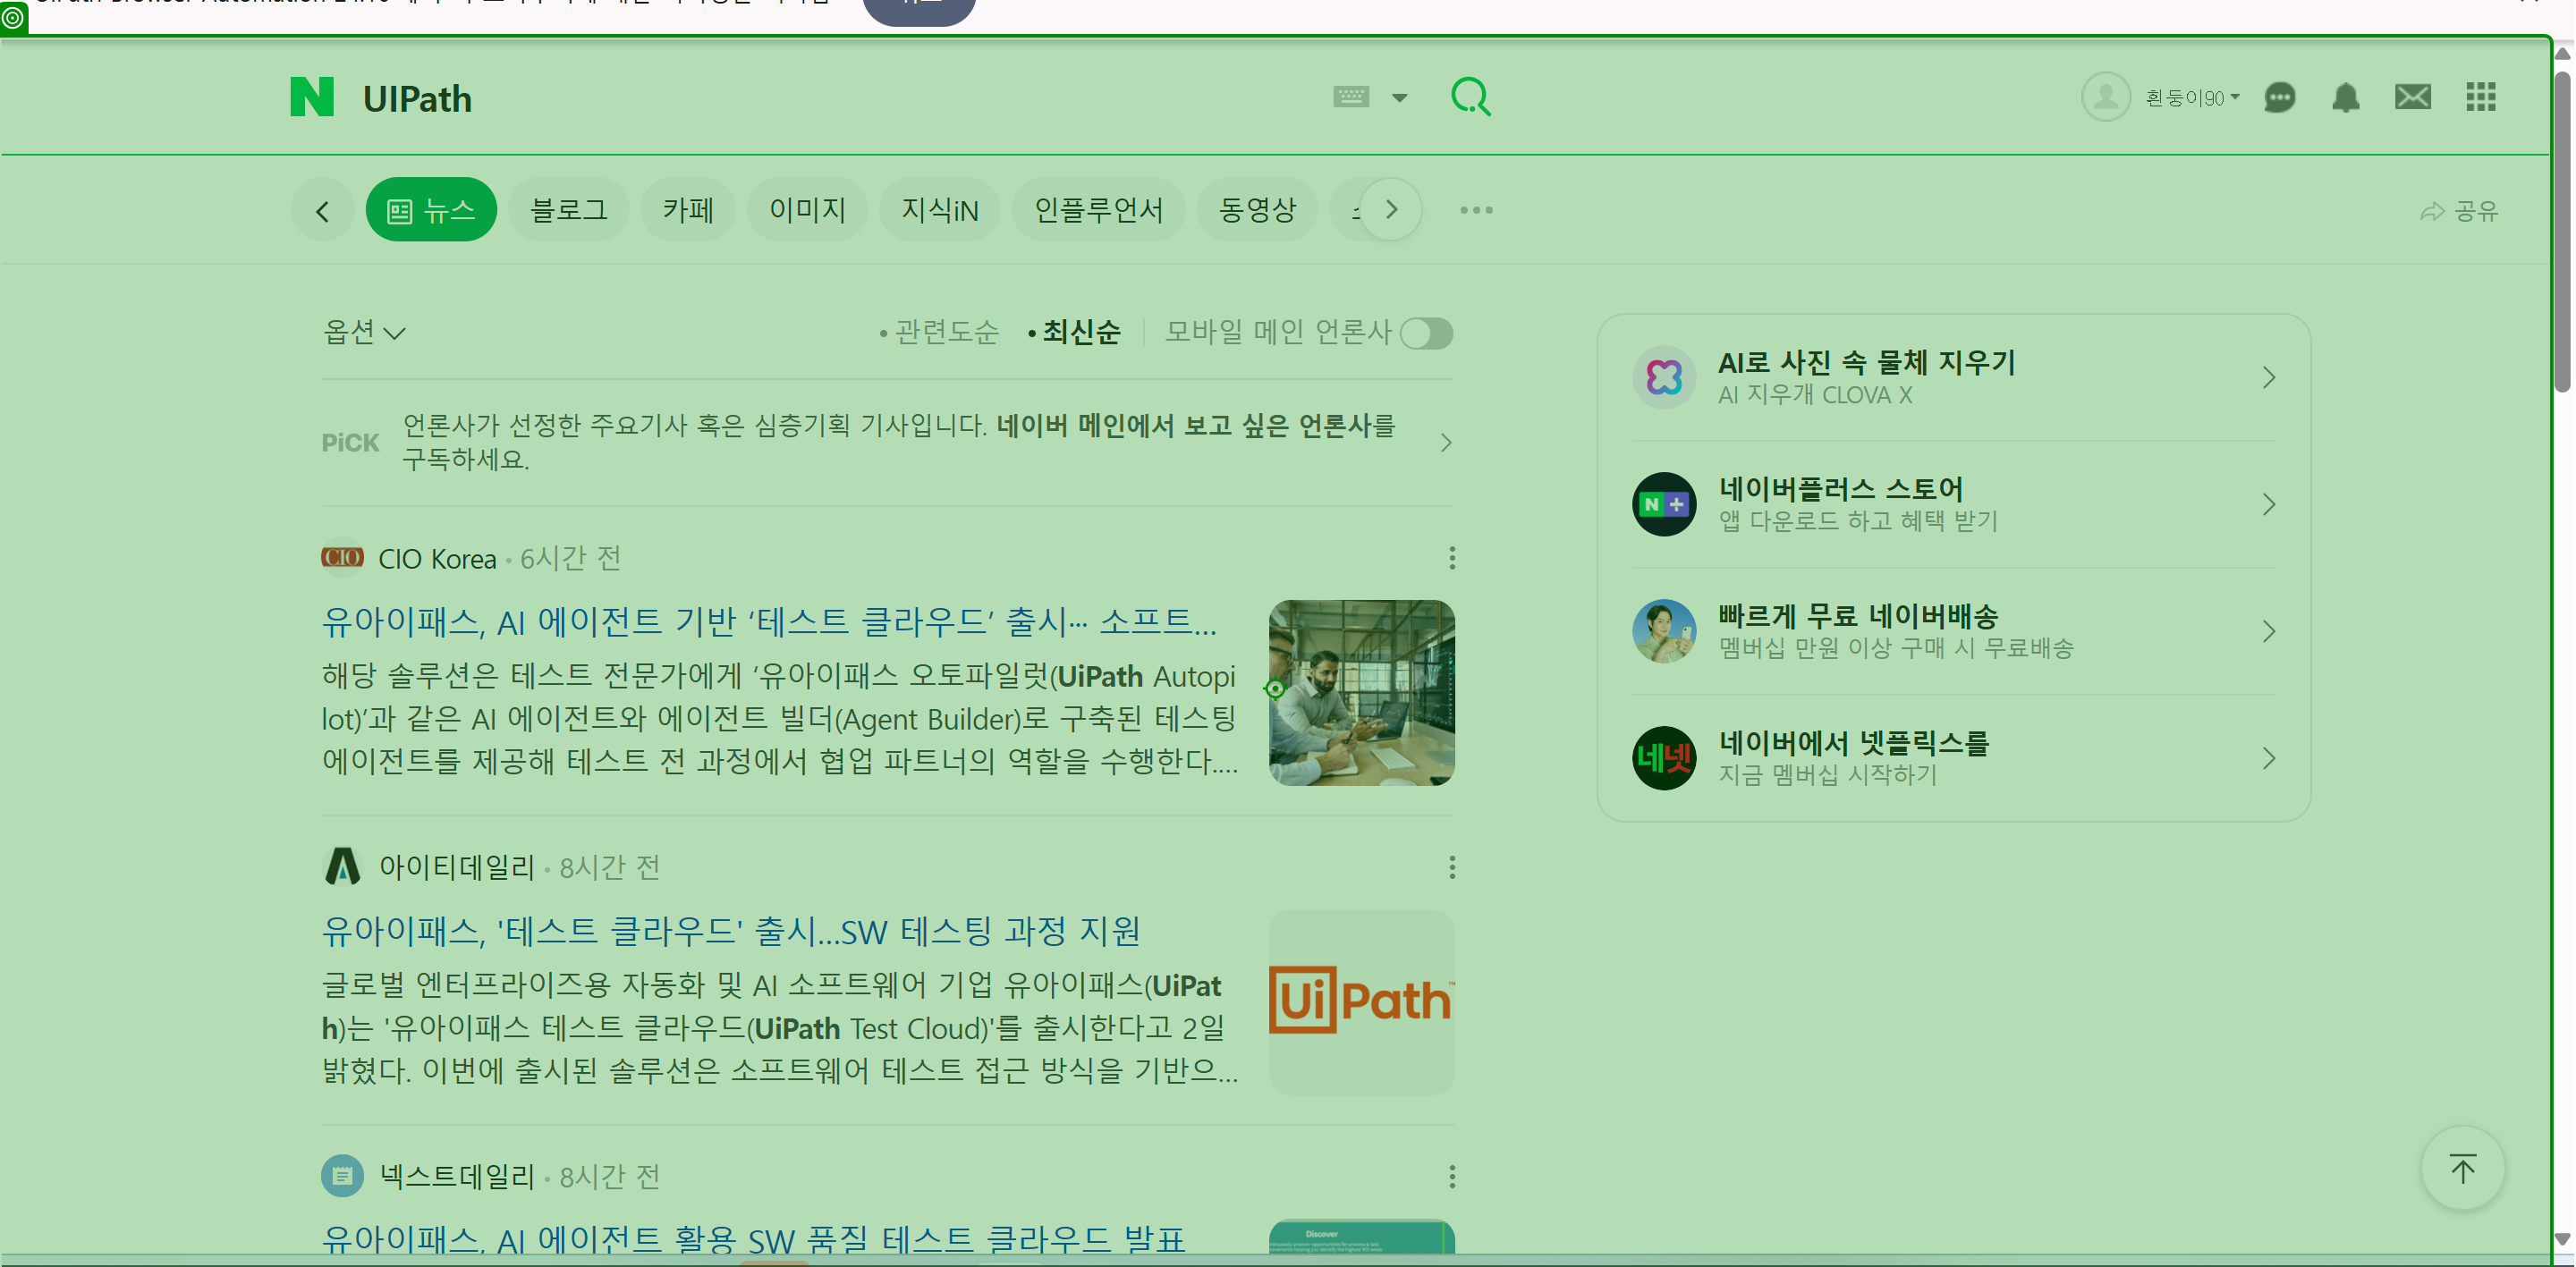 UIPath
흰둥이90
뉴스
블로그
카페
이미지
지식iN
인플루언서
동영상
공유
옵션
• 관련도순
• 최신순
모바일 메인 언론사
PiCK
언론사가 선정한 주요기사 혹은 심층기획 기사입니다. 네이버 메인에서 보고 싶은 언론사를
구독하세요.
CIO
CIO Korea • 6시간 전
유아이패스, AI 에이전트 기반 ‘테스트 클라우드’ 출시··· 소프트...
해당 솔루션은 테스트 전문가에게 ‘유아이패스 오토파일럿(UiPath Autopi
lot)’과 같은 AI 에이전트와 에이전트 빌더(Agent Builder)로 구축된 테스팅
에이전트를 제공해 테스트 전 과정에서 협업 파트너의 역할을 수행한다....
아이티데일리 • 8시간 전
유아이패스, '테스트 클라우드' 출시...SW 테스팅 과정 지원
글로벌 엔터프라이즈용 자동화 및 AI 소프트웨어 기업 유아이패스(UiPat
h)는 '유아이패스 테스트 클라우드(UiPath Test Cloud)'를 출시한다고 2일
밝혔다. 이번에 출시된 솔루션은 소프트웨어 테스트 접근 방식을 기반으...
UiPath™
넥스트데일리 • 8시간 전
유아이패스, AI 에이전트 활용 SW 품질 테스트 클라우드 발표
Discover
AI로 사진 속 물체 지우기
AI 지우개 CLOVA X
N+
네이버플러스 스토어
앱 다운로드 하고 혜택 받기
빠르게 무료 네이버배송
멤버십 만원 이상 구매 시 무료배송
네넷
네이버에서 넷플릭스를
지금 멤버십 시작하기